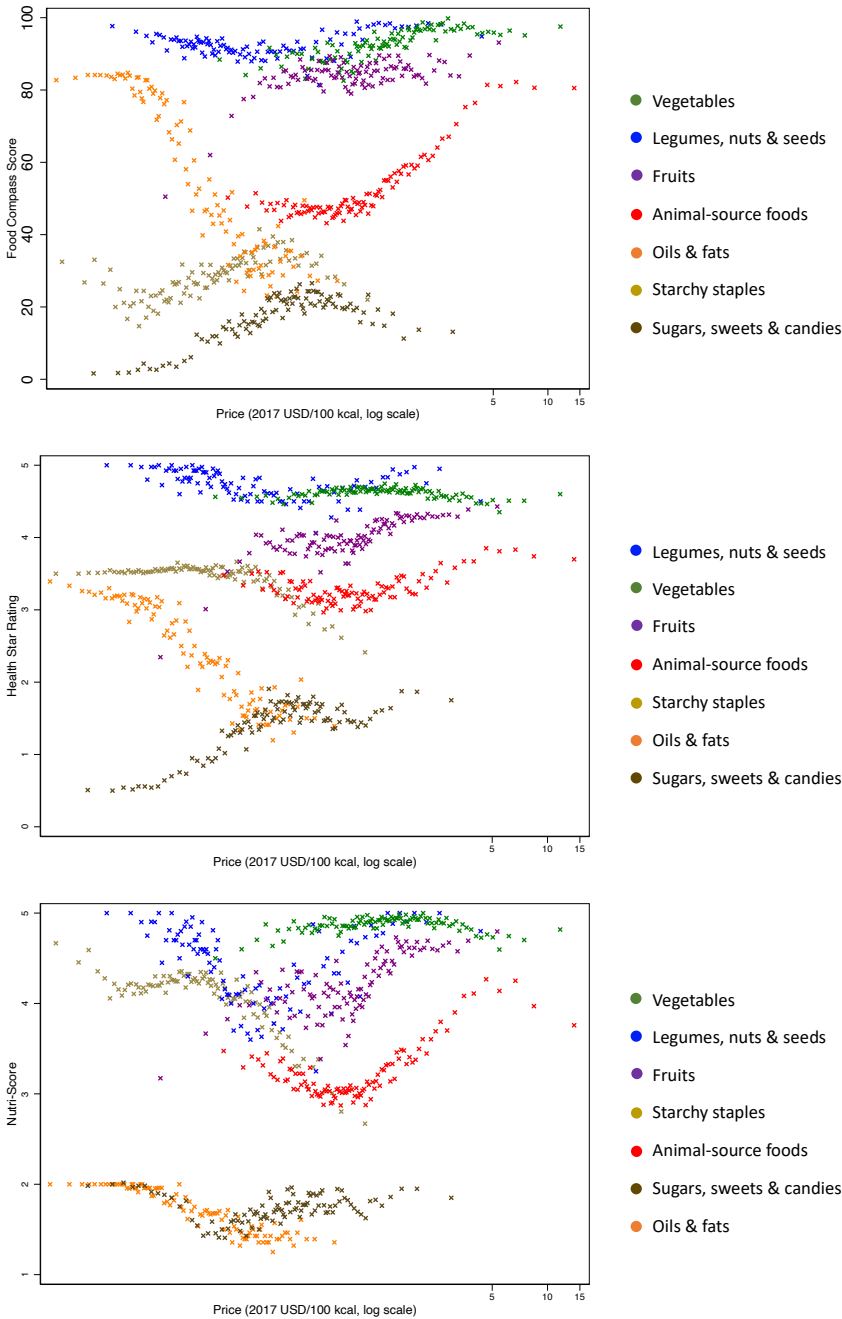 Food Compass Score
100
80
60
40
20
0
5
10
15
Price (2017 USD/100 kcal, log scale)
Vegetables
Legumes, nuts & seeds
Fruits
Animal-source foods
Oils & fats
Starchy staples
Sugars, sweets & candies
Health Star Rating
5
4
3
2
1
0
5
10
15
Price (2017 USD/100 kcal, log scale)
Legumes, nuts & seeds
Vegetables
Fruits
Animal-source foods
Starchy staples
Oils & fats
Sugars, sweets & candies
Nutri-Score
5
4
3
2
1
5
10
15
Price (2017 USD/100 kcal, log scale)
Vegetables
Legumes, nuts & seeds
Fruits
Starchy staples
Animal-source foods
Sugars, sweets & candies
Oils & fats